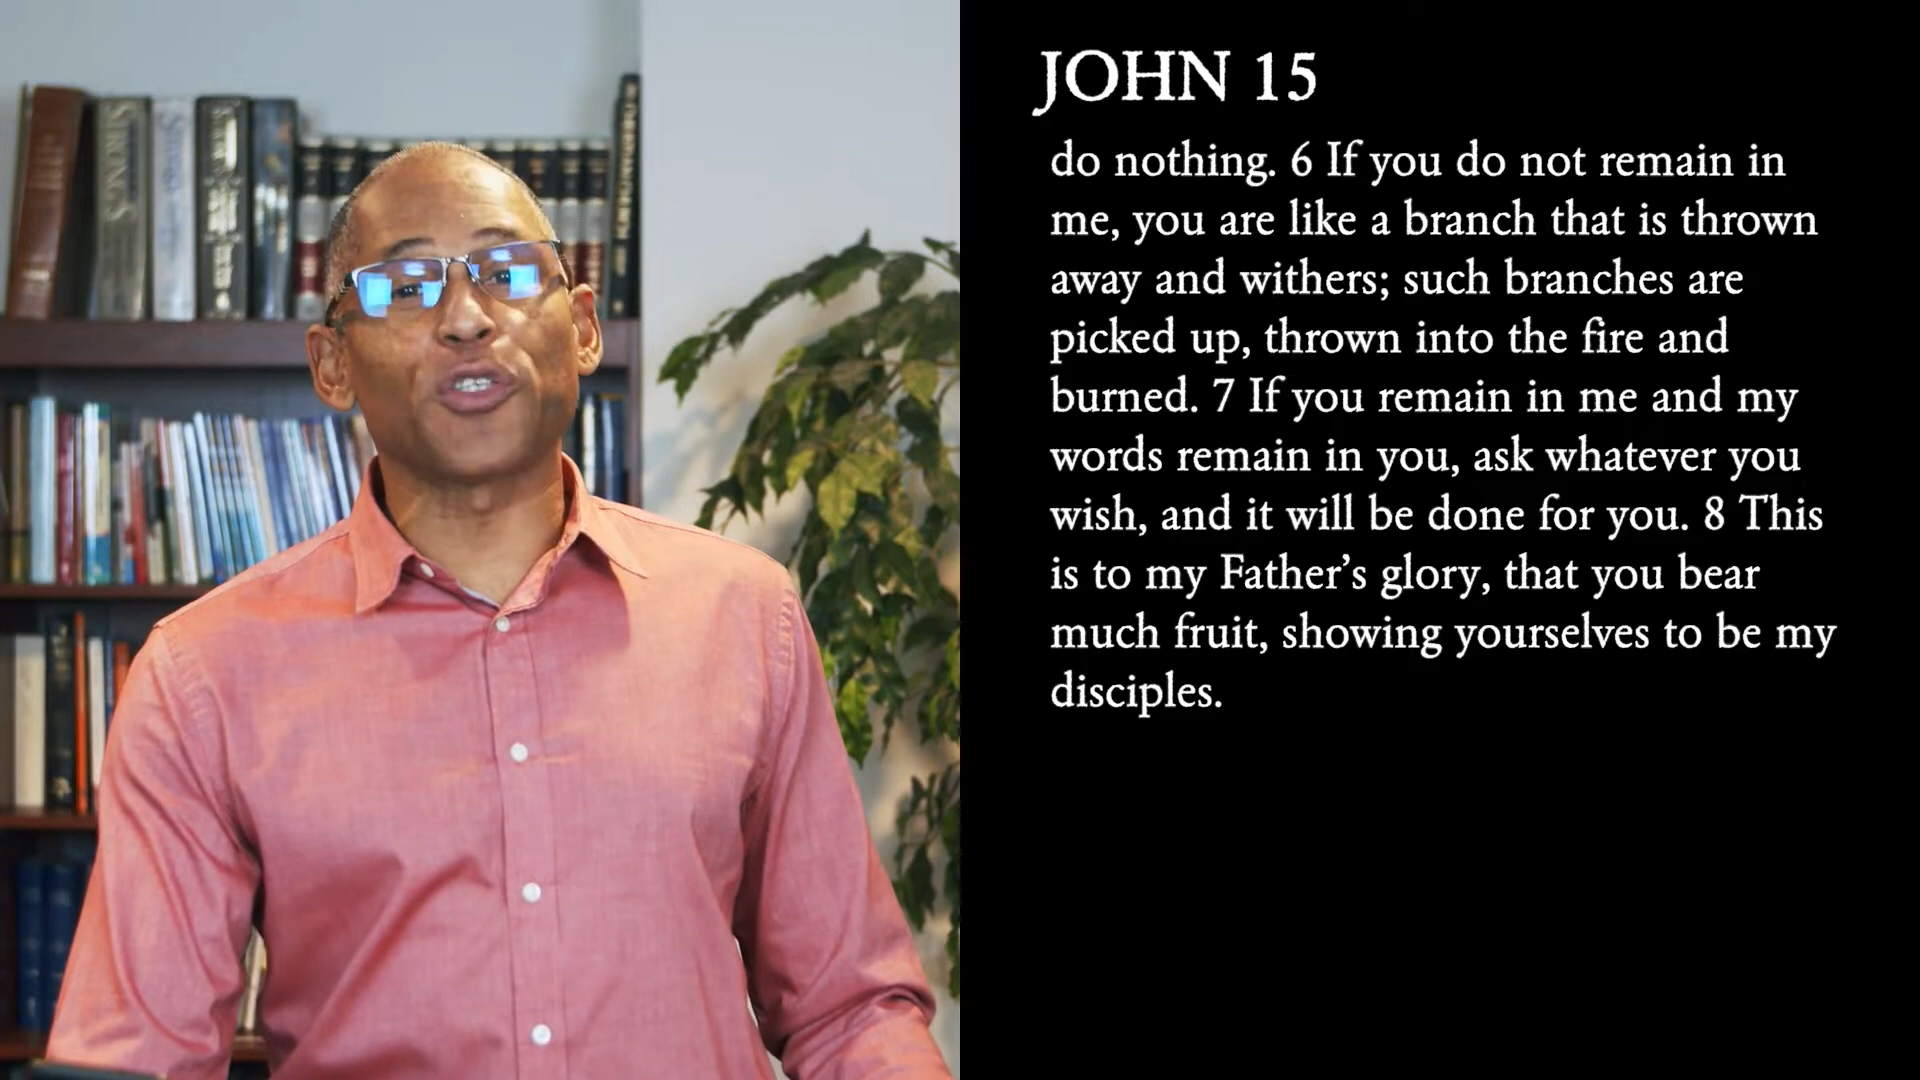 STRONG'S
JOHN 15
do nothing. 6 If you do not remain in
me, you are like a branch that is thrown
away and withers; such branches are
picked up, thrown into the fire and
burned. 7 If you remain in me and my
words remain in you, ask whatever you
wish, and it will be done for you. 8 This
is to my Father’s glory, that you bear
much fruit, showing yourselves to be my
disciples.